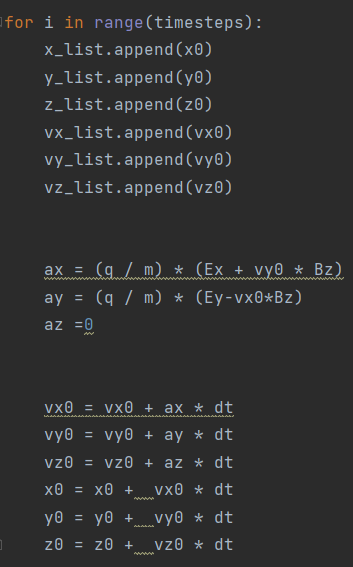 for i in range(timesteps):
x_list.append(x0)
y_list.append(y0)
z_list.append(z0)
vx_list.append(vx0)
vy_list.append(vy0)
vz_list.append(vz0)
ax = (q / m) * (Ex + vy0 * Bz)
ay = (q / m) * (Ey-vx0*Bz)
az =0
vx0 = vx0 + ax * dt
vy0 = vy0 + ay * dt
vz0 = vz0 + az * dt
x0 = x0 +  vx0 * dt
y0 = y0 +  vy0 * dt
z0 = z0 +  vz0 * dt